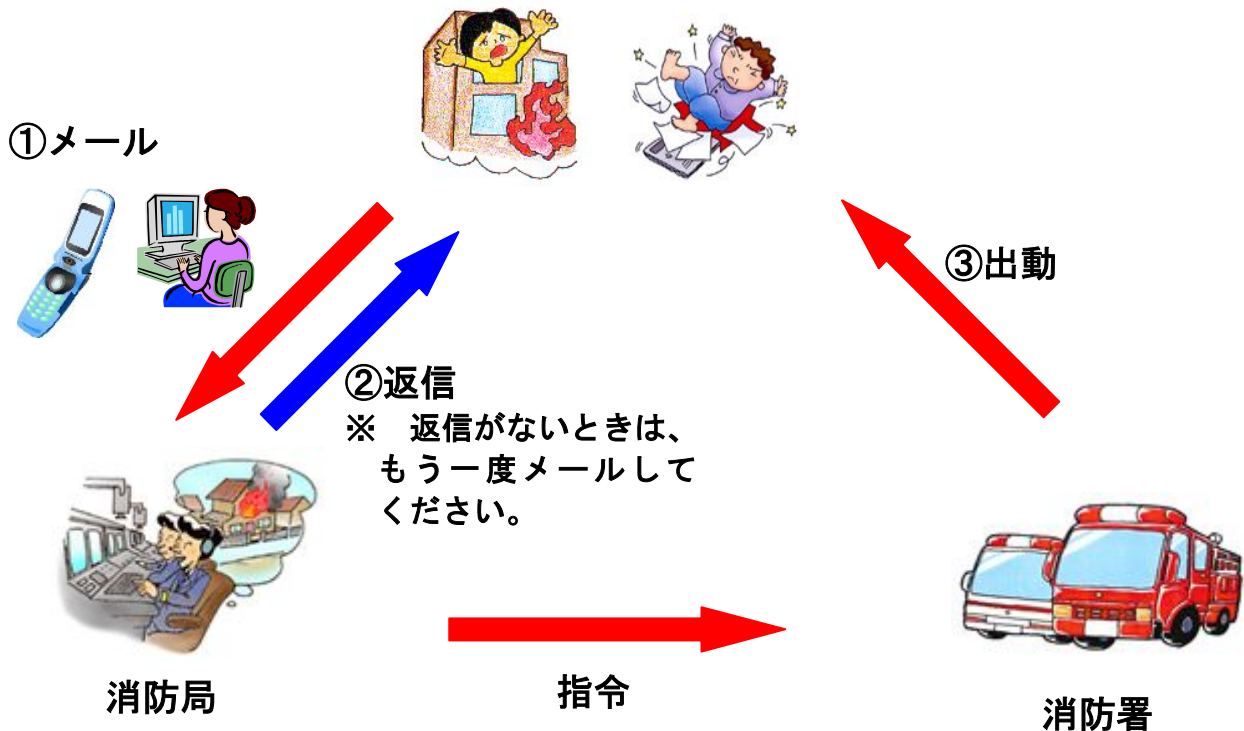 ①メール
③出動
②返信
※　返信がないときは、
もう一度メールして
ください。
消防局
指令
消防署